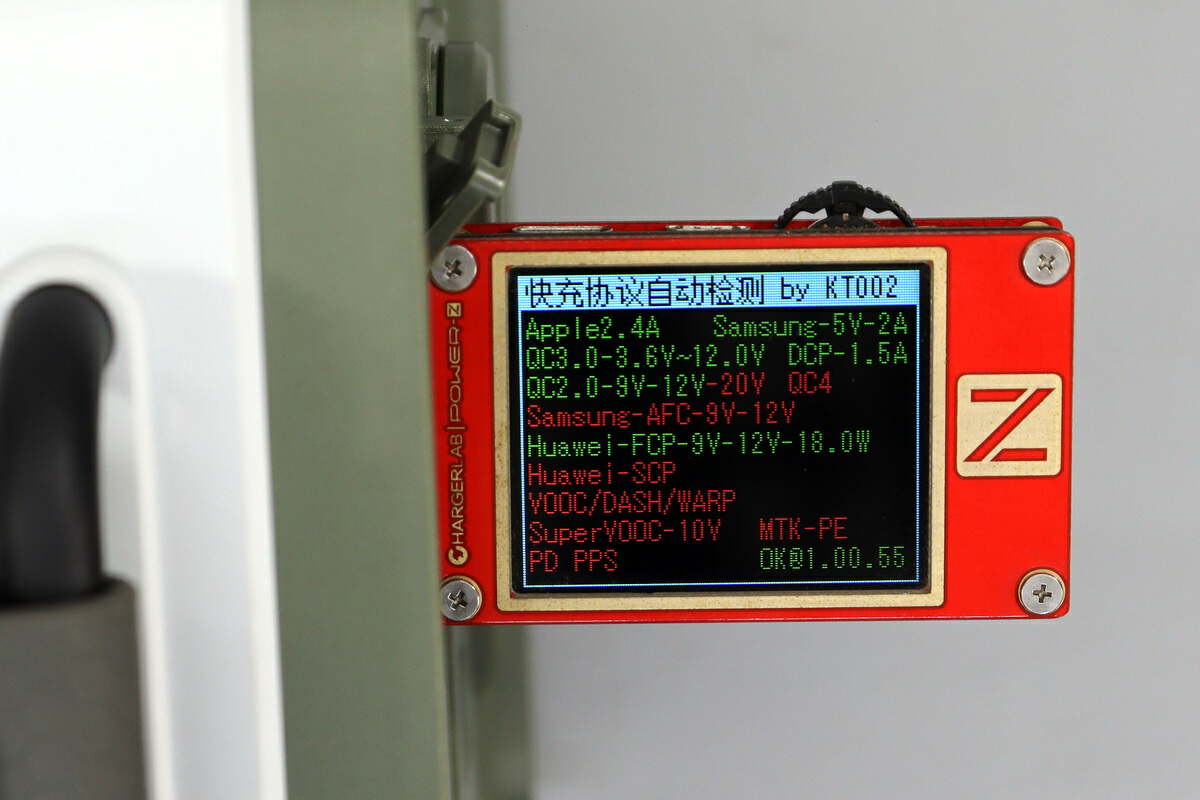 快充协议自动检测 by KT002
Apple2.4A Samsung-5V-2A
QC3.0-3.6V~12.0V DCP-1.5A
QC2.0-9V-12V-20V QC4
Samsung-AFC-9V-12V
Huawei-FCP-9V-12V-18.0W
Huawei-SCP
VOOC/DASH/WARP
SuperVOOC-10V MTK-PE
PD PPS OK@1.00.55
CHARGERLAB | POWER-Z
Z